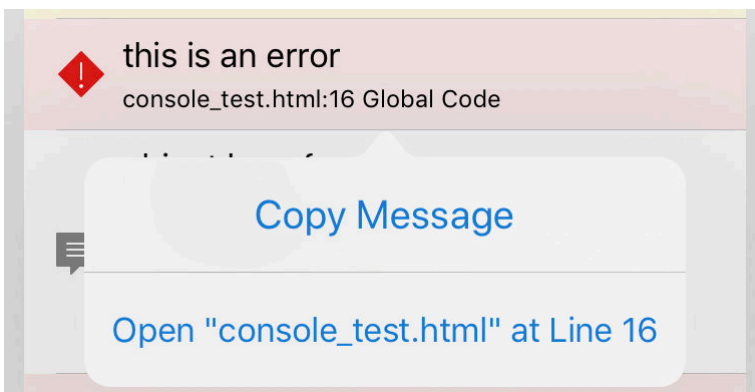 this is an error
console_test.html:16 Global Code
Copy Message
Open "console_test.html" at Line 16